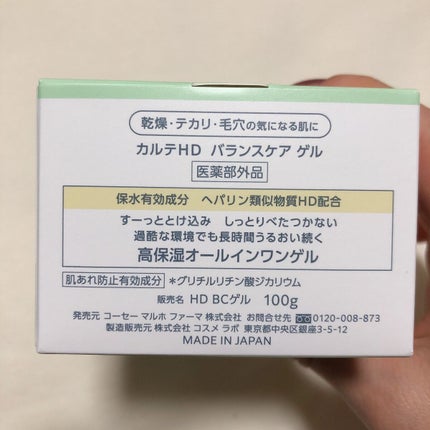 乾燥・テカリ・毛穴の気になる肌に
カルテHD バランスケア ゲル
医薬部外品
保水有効成分 ヘパリン類似物質HD配合
すーっととけ込み しっとりべたつかない
過酷な環境でも長時間うるおい続く
高保湿オールインワンゲル
肌あれ防止有効成分 *グリチルリチン酸ジカリウム
販売名 HD BCゲル 100g
発売元 コーセー マルホ ファーマ株式会社 お問合せ先 ☎0120-008-873
製造販売元 株式会社 コスメ ラボ 東京都中央区銀座3-5-12
MADE IN JAPAN